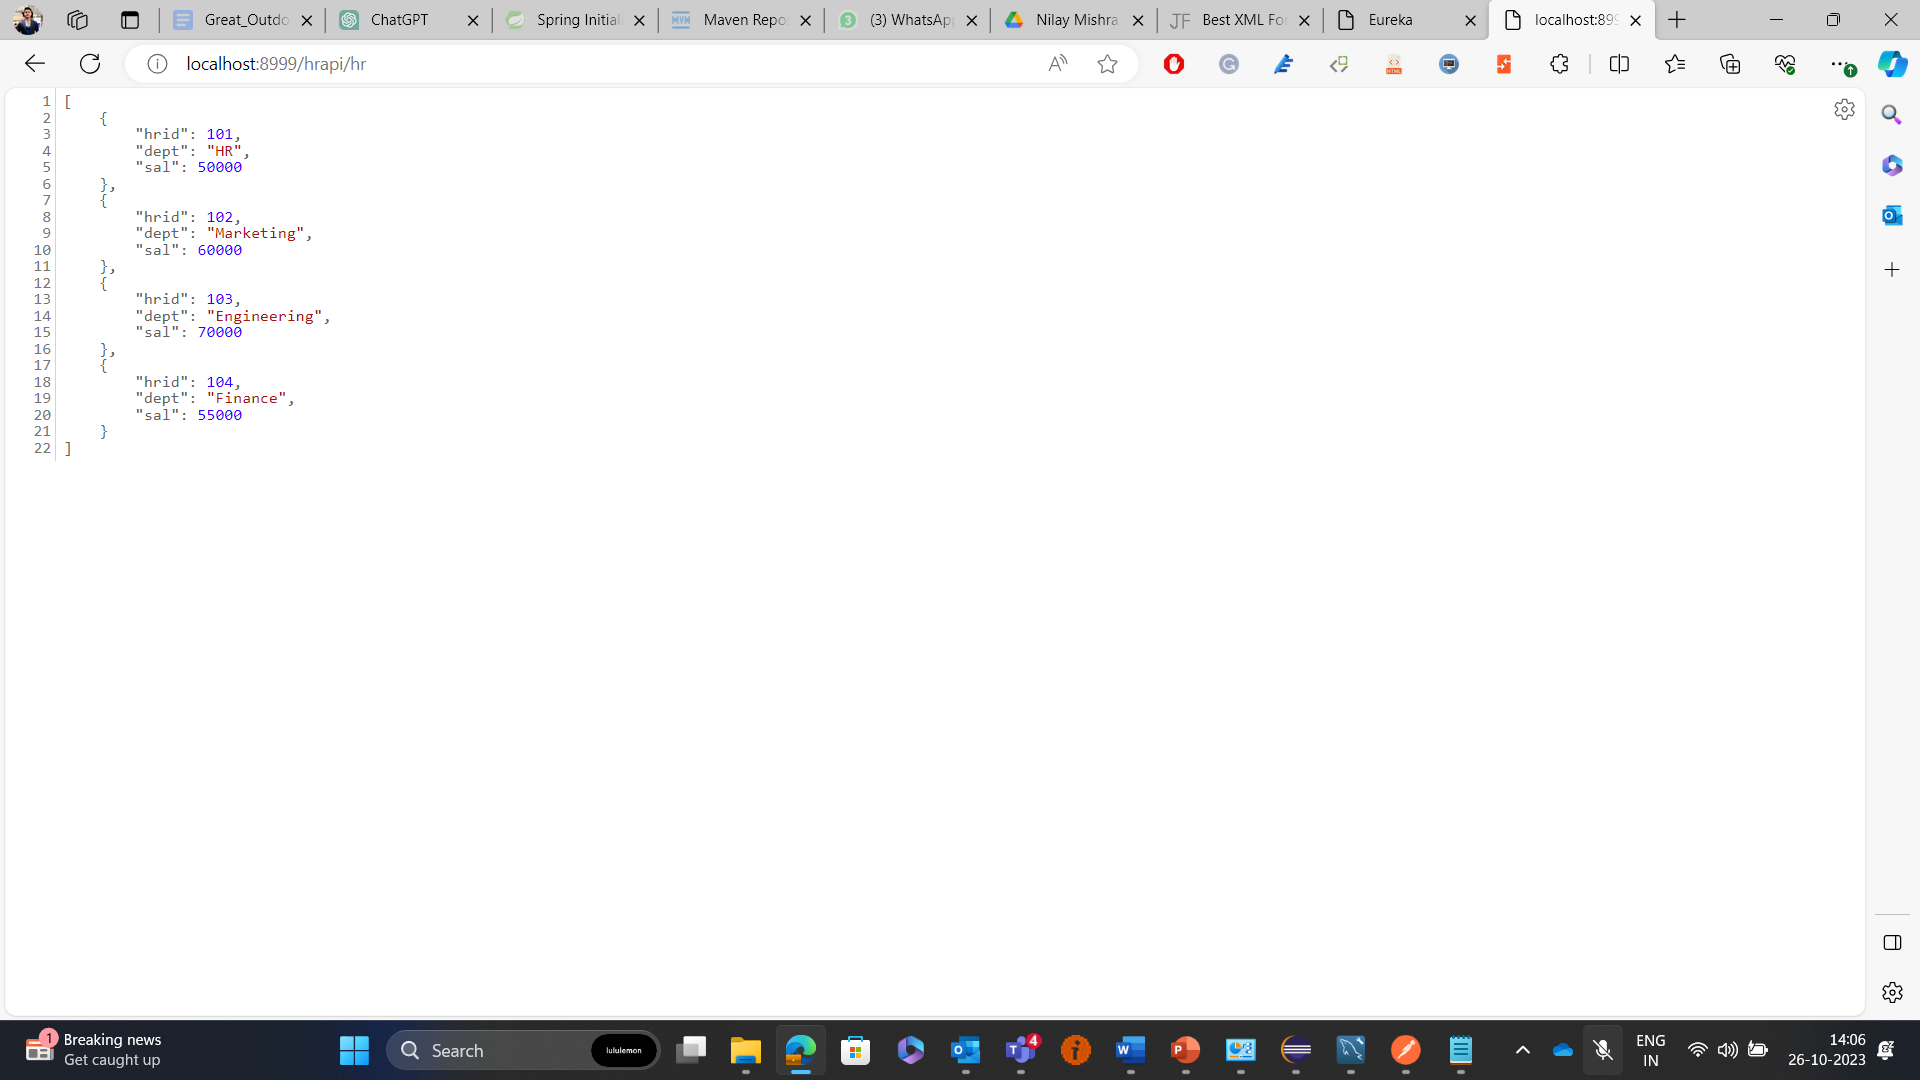 Great_Outdo
ChatGPT
Spring Initial
MVN Maven Repo
3 (3) WhatsApp
Nilay Mishra
JF Best XML Fo
Eureka
localhost:899
localhost:8999/hrapi/hr
1 [
2 {
3 "hrid": 101,
4 "dept": "HR",
5 "sal": 50000
6 },
7 {
8 "hrid": 102,
9 "dept": "Marketing",
10 "sal": 60000
11 },
12 {
13 "hrid": 103,
14 "dept": "Engineering",
15 "sal": 70000
16 },
17 {
18 "hrid": 104,
19 "dept": "Finance",
20 "sal": 55000
21 }
22 ]
1 Breaking news
Get caught up
Search
lululemon
4
ENG
IN
14:06
26-10-2023